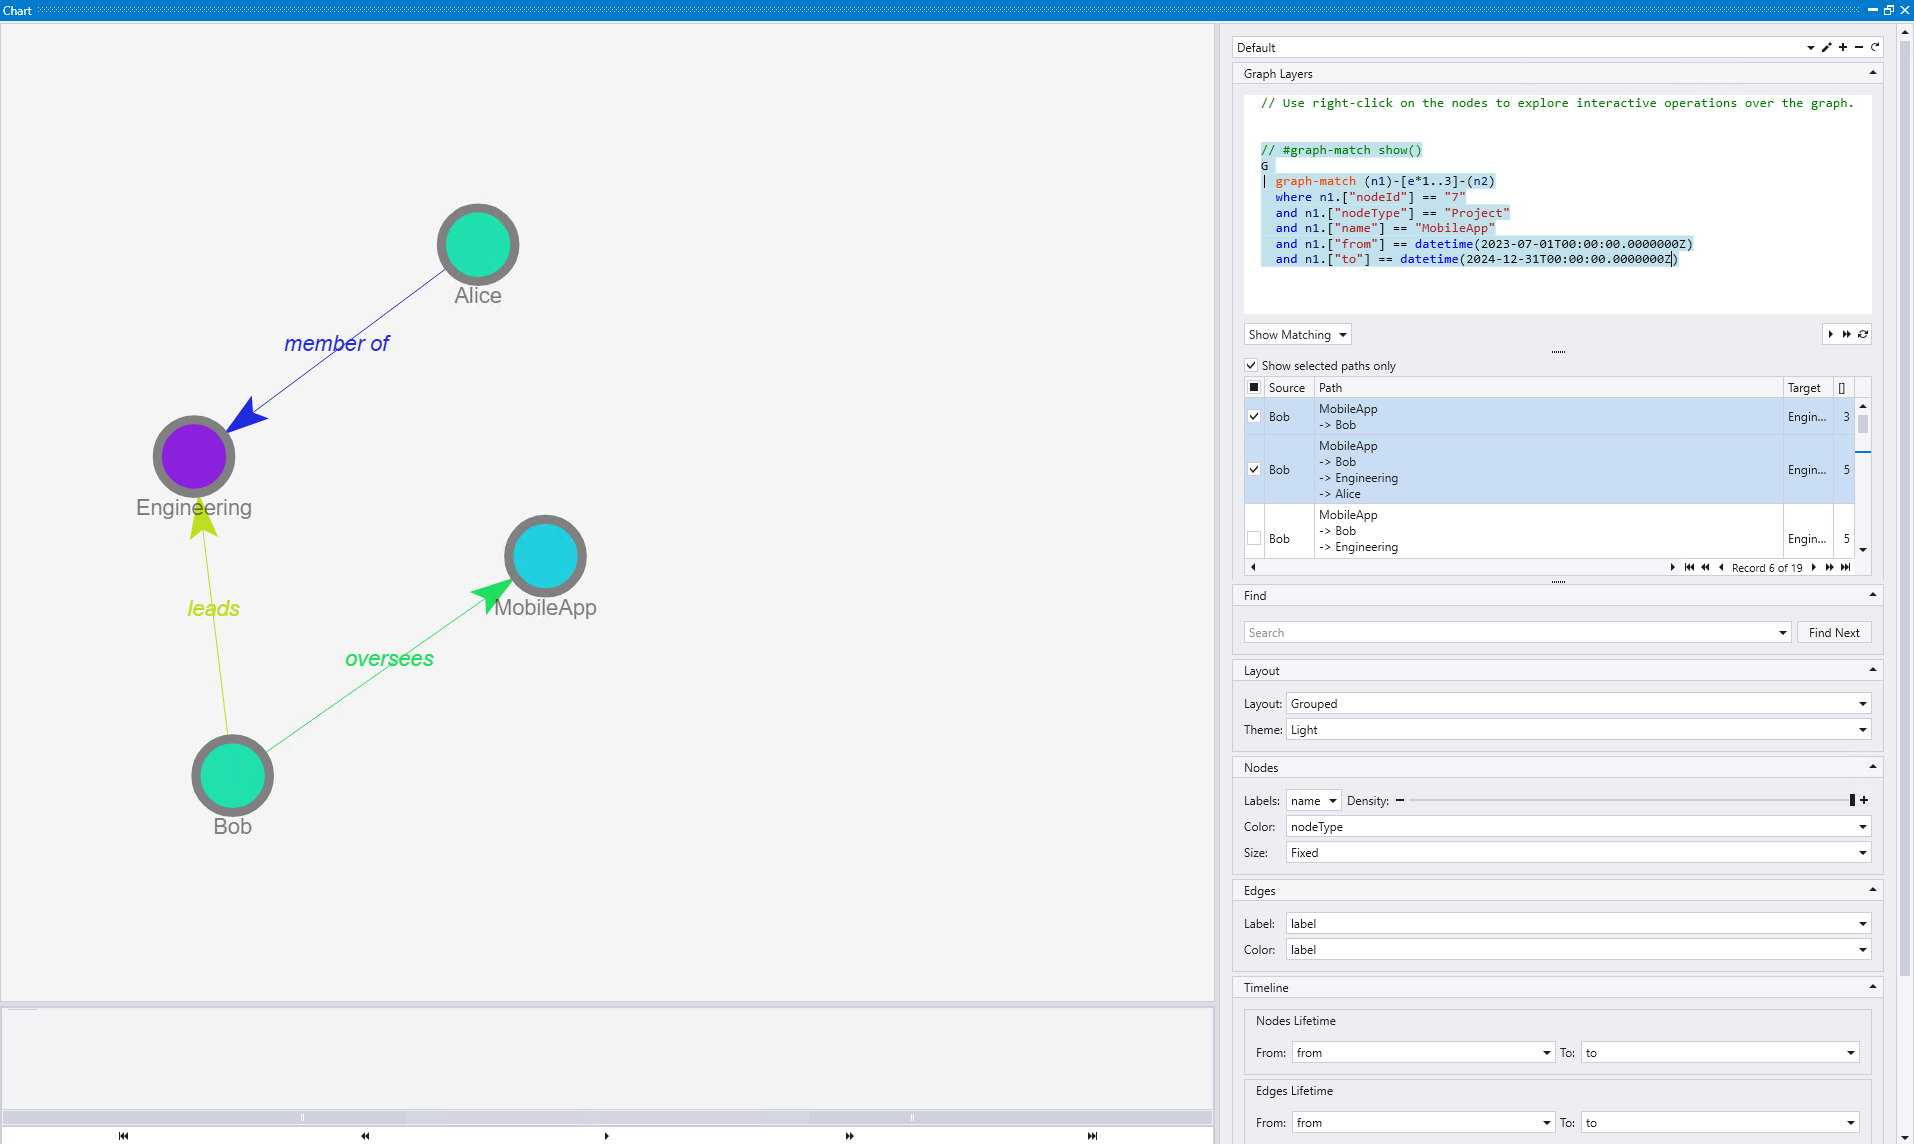 Chart
Alice
member of
Engineering
leads
MobileApp
oversees
Bob
Default
Graph Layers
// Use right-click on the nodes to explore interactive operations over the graph.
// #graph-match show()
G
| graph-match (n1)-[e*1..3]-(n2)
where n1.["nodeId"] == "7"
and n1.["nodeType"] == "Project"
and n1.["name"] == "MobileApp"
and n1.["from"] == datetime(2023-07-01T00:00:00.0000000Z)
and n1.["to"] == datetime(2024-12-31T00:00:00.0000000Z)
Show Matching
Show selected paths only
Source Path Target []
Bob MobileApp Engin... 3
-> Bob
MobileApp
-> Bob
Bob -> Engineering Engin... 5
-> Alice
MobileApp
-> Bob
Bob -> Engineering Engin... 5
Record 6 of 19
Find
Search Find Next
Layout
Layout: Grouped
Theme: Light
Nodes
Labels: name Density:
Color: nodeType
Size: Fixed
Edges
Label: label
Color: label
Timeline
Nodes Lifetime
From: from To: to
Edges Lifetime
From: from To: to